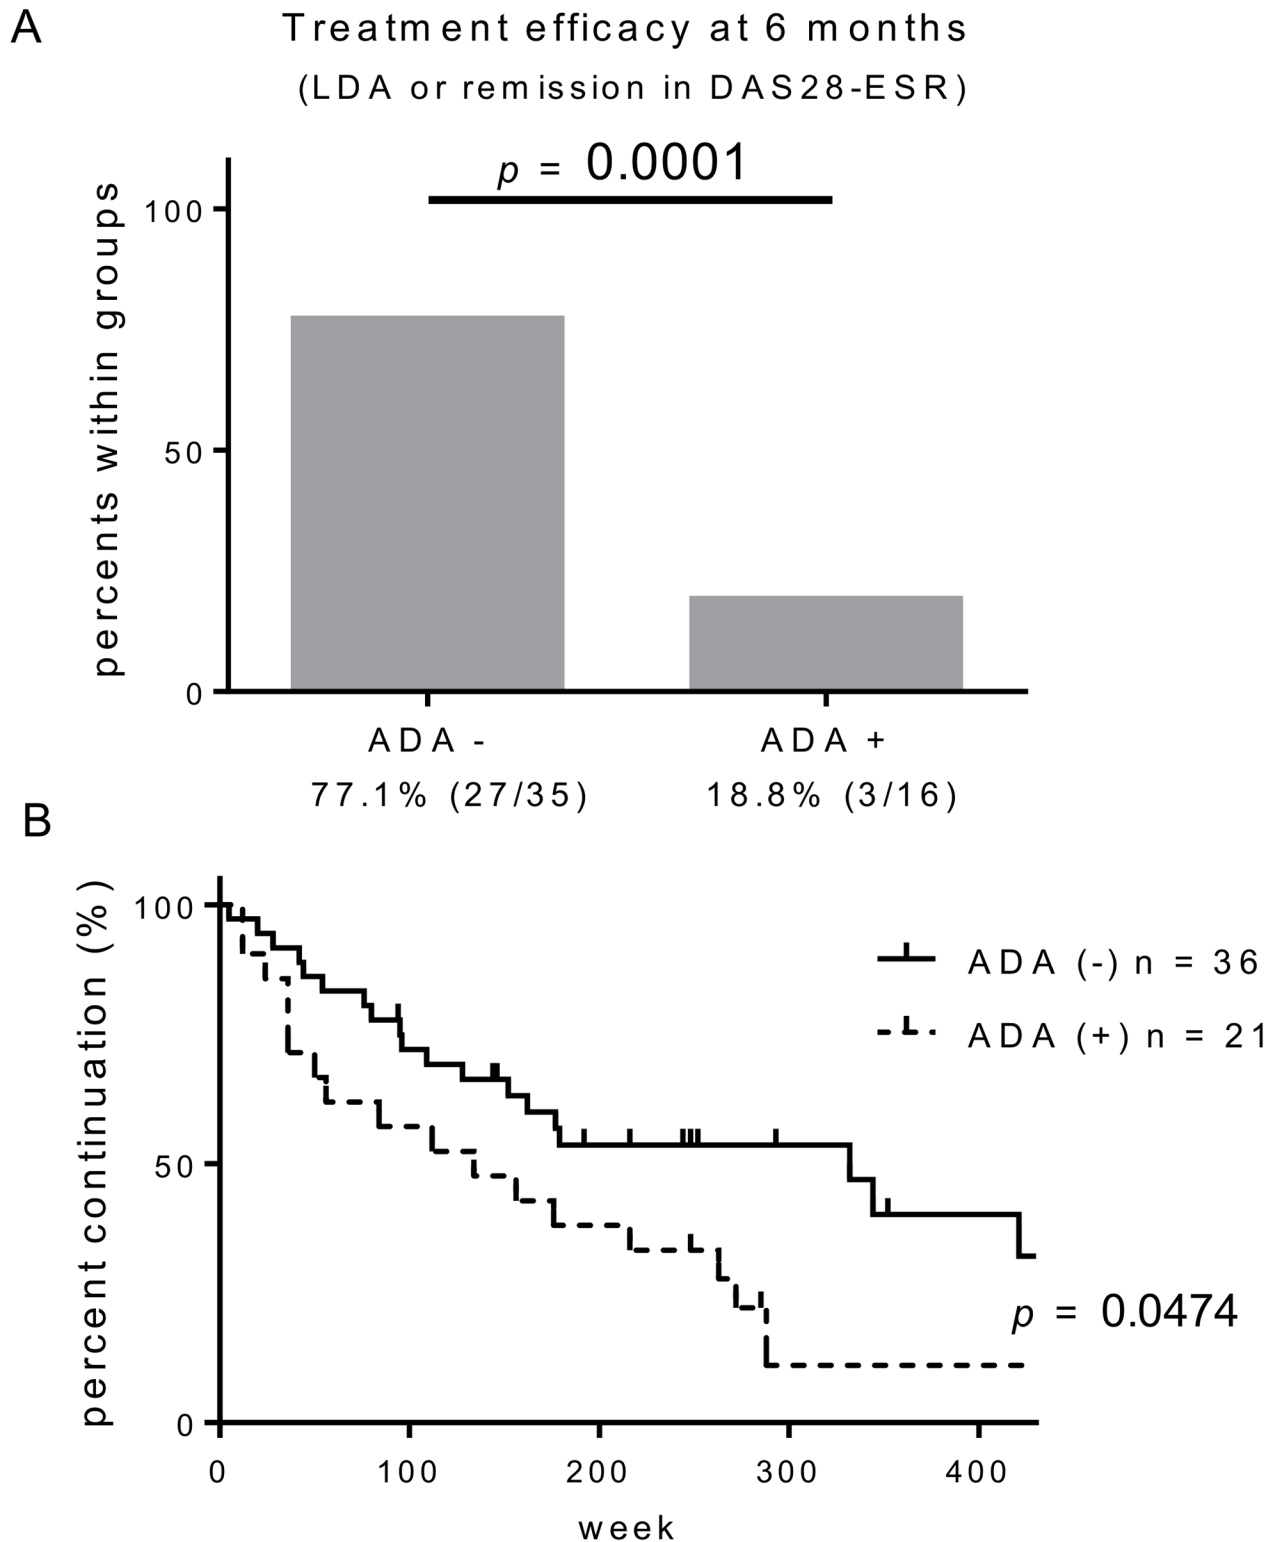 A
Treatment efficacy at 6 months
(LDA or remission in DAS28-ESR)
p = 0.0001
percents within groups
100
50
0
ADA -
ADA +
77.1% (27/35)
18.8% (3/16)
B
percent continuation (%)
100
50
0
ADA (-) n = 36
ADA (+) n = 21
p = 0.0474
0 100 200 300 400
week